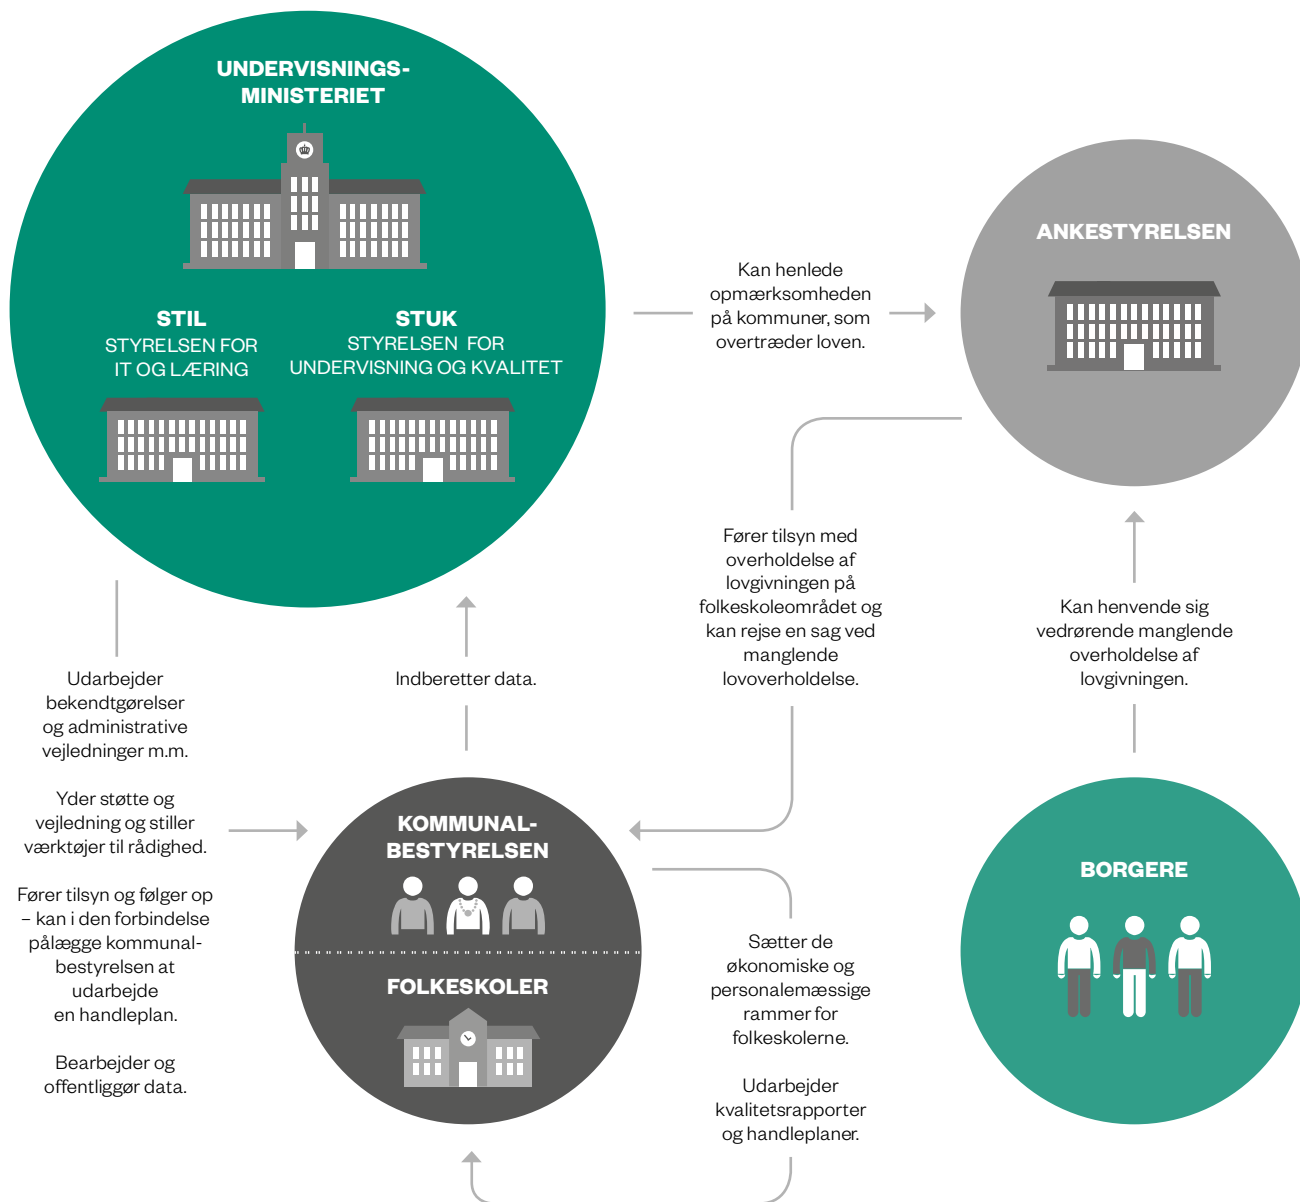 UNDERVISNINGS-
MINISTERIET
STIL
STYRELSEN FOR
IT OG LÆRING
STUK
STYRELSEN FOR
UNDERVISNING OG KVALITET
Kan henlede
opmærksomheden
på kommuner, som
overtræder loven.
ANKESTYRELSEN
Fører tilsyn med
overholdelse af
lovgivningen på
folkeskoleområdet og
kan rejse en sag ved
manglende
lovoverholdelse.
Kan henvende sig
vedrørende manglende
overholdelse af
lovgivningen.
Indberetter data.
Udarbejder
bekendtgørelser
og administrative
vejledninger m.m.
Yder støtte og
vejledning og stiller
værktøjer til rådighed.
Fører tilsyn og følger op
– kan i den forbindelse
pålægge kommunal-
bestyrelsen at
udarbejde
en handleplan.
Bearbejder og
offentliggør data.
KOMMUNAL-
BESTYRELSEN
FOLKESKOLER
Sætter de
økonomiske og
personalemæssige
rammer for
folkeskolerne.
Udarbejder
kvalitetsrapporter
og handleplaner.
BORGERE